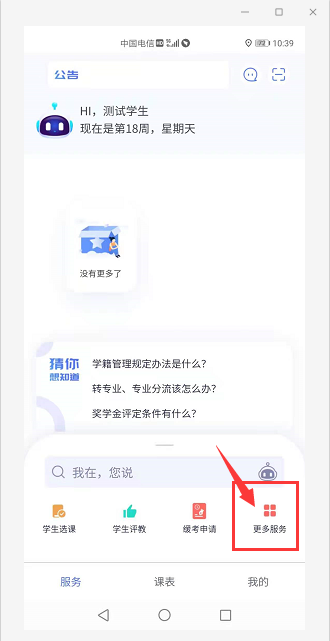 中国电信 HD 5G 72 10:39
公告
HI，测试学生
现在是第18周，星期天
没有更多了
猜你
想知道
学籍管理规定办法是什么？
转专业、专业分流该怎么办？
奖学金评定条件有什么？
我在，您说
学生选课 学生评教 缓考申请 更多服务
服务 课表 我的